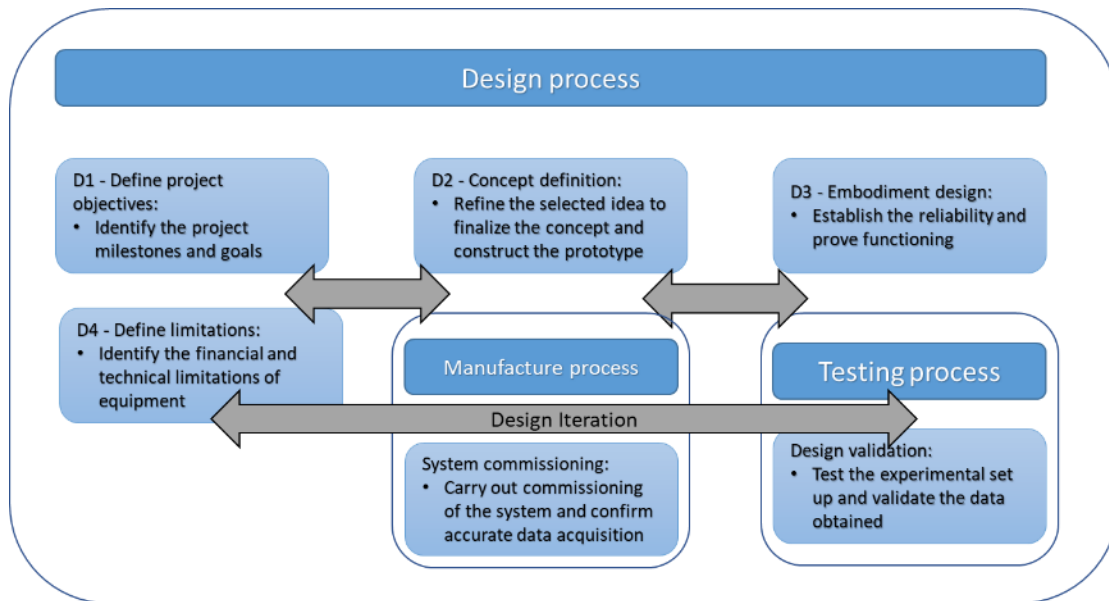 Design process
D1 - Define project
objectives:
• Identify the project
milestones and goals
D2 - Concept definition:
• Refine the selected idea to
finalize the concept and
construct the prototype
D3 - Embodiment design:
• Establish the reliability and
prove functioning
D4 - Define limitations:
• Identify the financial and
technical limitations of
equipment
Manufacture process
Testing process
Design Iteration
System commissioning:
• Carry out commissioning
of the system and confirm
accurate data acquisition
Design validation:
• Test the experimental set
up and validate the data
obtained